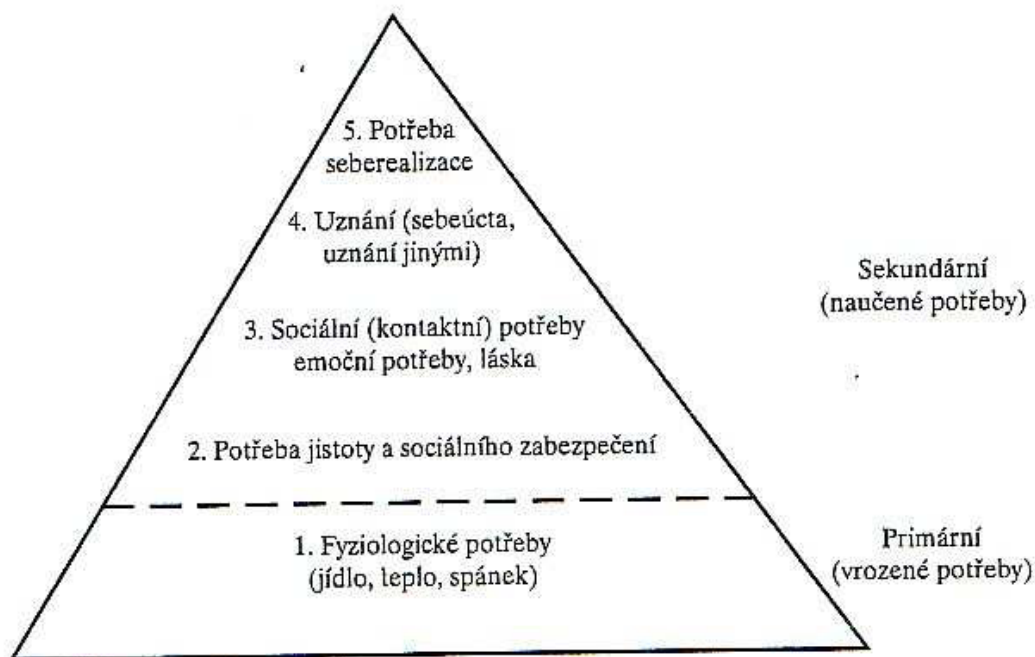 5. Potřeba
seberealizace
4. Uznání (sebeúcta,
uznání jinými)
Sekundární
(naučené potřeby)
3. Sociální (kontaktní) potřeby
emoční potřeby, láska
2. Potřeba jistoty a sociálního zabezpečení
1. Fyziologické potřeby
(jídlo, teplo, spánek)
Primární
(vrozené potřeby)